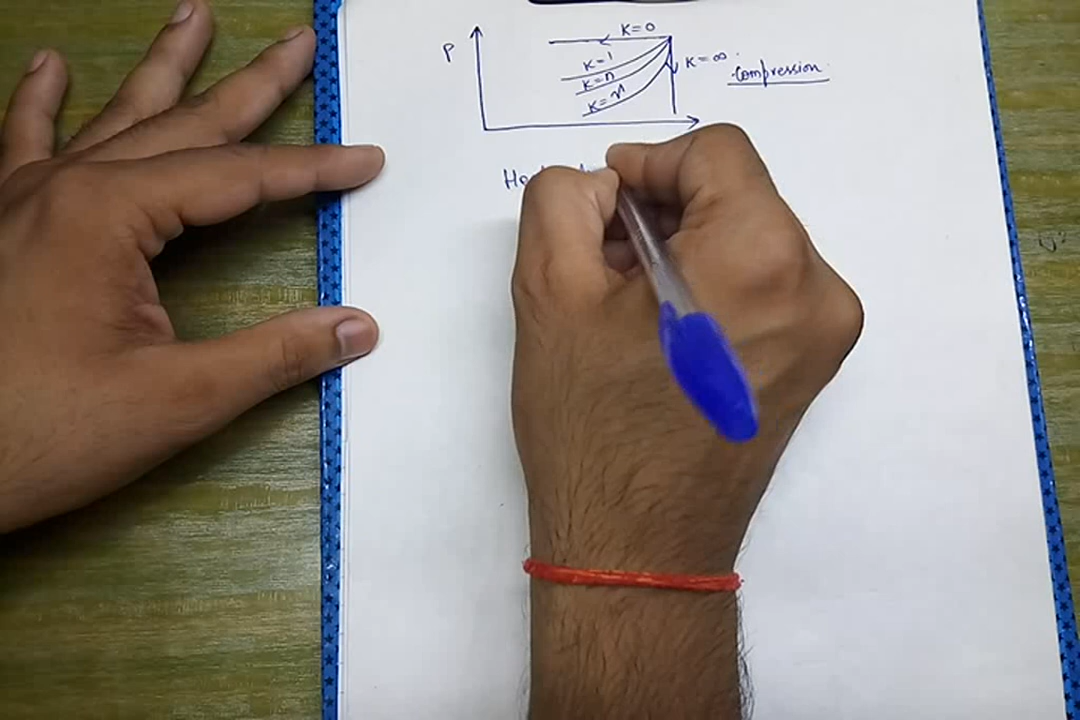 K=0
P
K=1
K=∞
Compression
K=n
K=γ